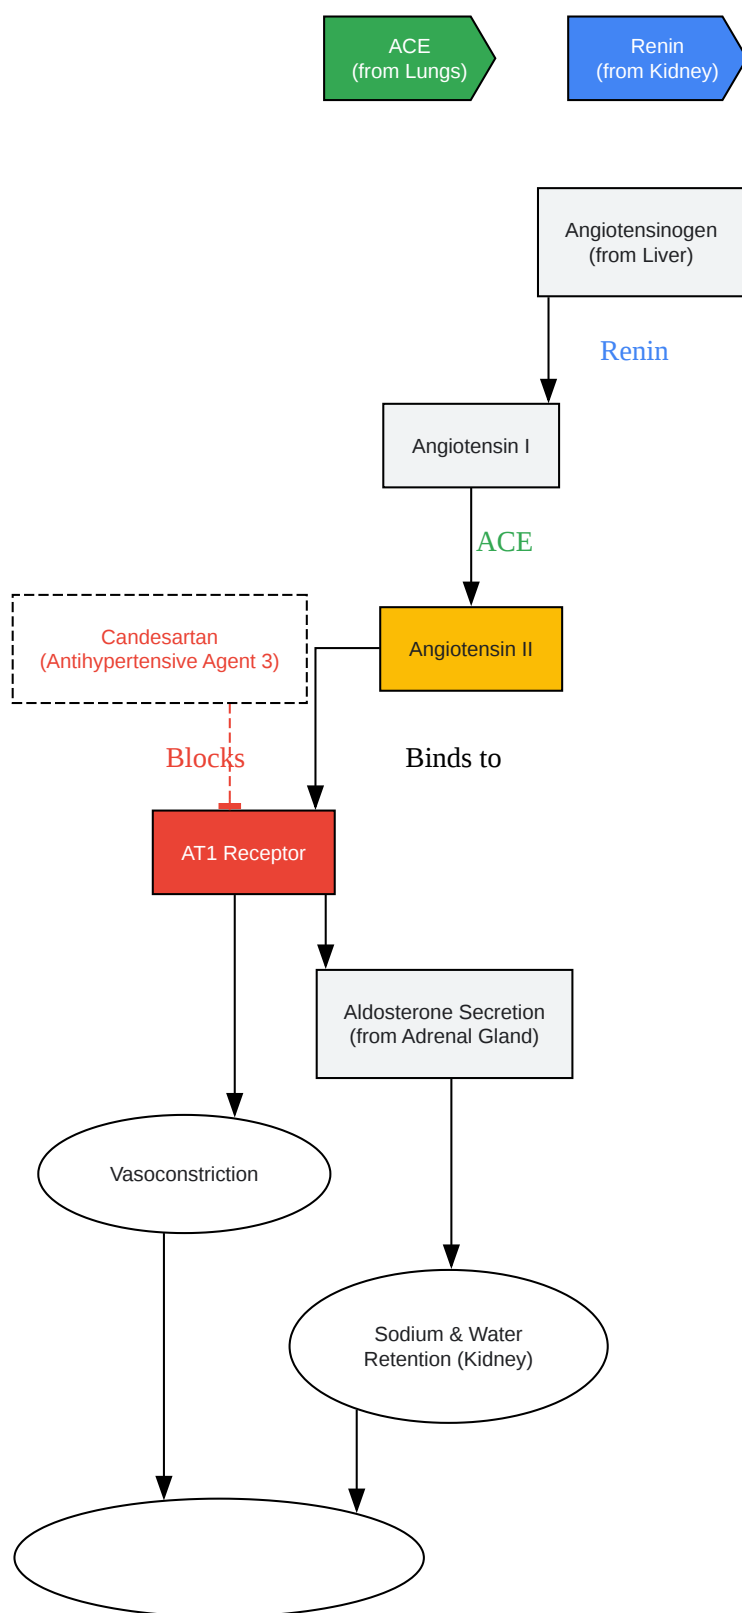 ACE
(from Lungs)
Renin
(from Kidney)
Angiotensinogen
(from Liver)
Renin
Angiotensin I
ACE
Candesartan
(Antihypertensive Agent 3)
Angiotensin II
Blocks
Binds to
AT1 Receptor
Aldosterone Secretion
(from Adrenal Gland)
Vasoconstriction
Sodium & Water
Retention (Kidney)